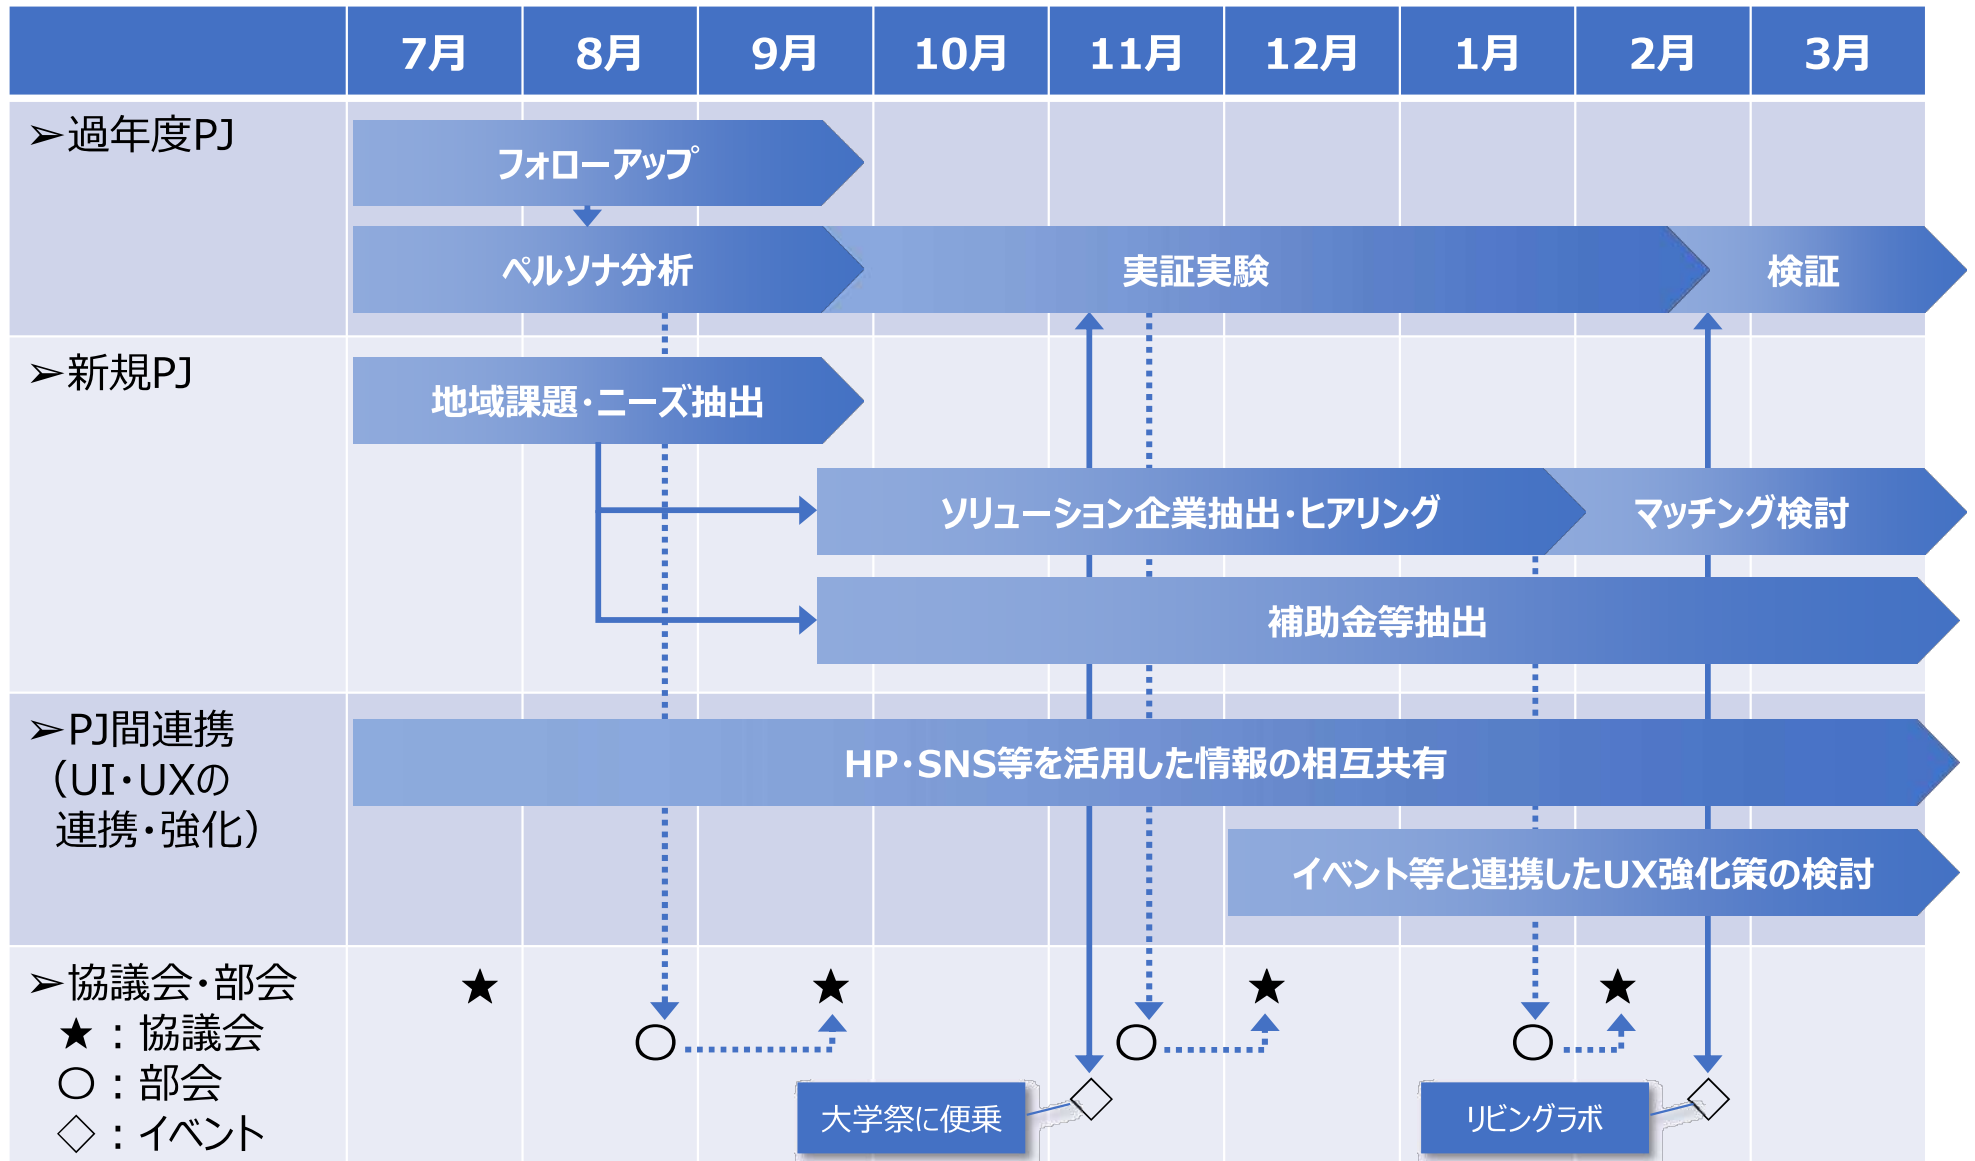 7月 8月 9月 10月 11月 12月 1月 2月 3月
➢過年度PJ
フォローアップ
ペルソナ分析 実証実験 検証
➢新規PJ
地域課題・ニーズ抽出
ソリューション企業抽出・ヒアリング マッチング検討
補助金等抽出
➢PJ間連携
（UI・UXの
連携・強化）
HP・SNS等を活用した情報の相互共有
イベント等と連携したUX強化策の検討
➢協議会・部会
★：協議会
○：部会
◇：イベント
大学祭に便乗
リビングラボ